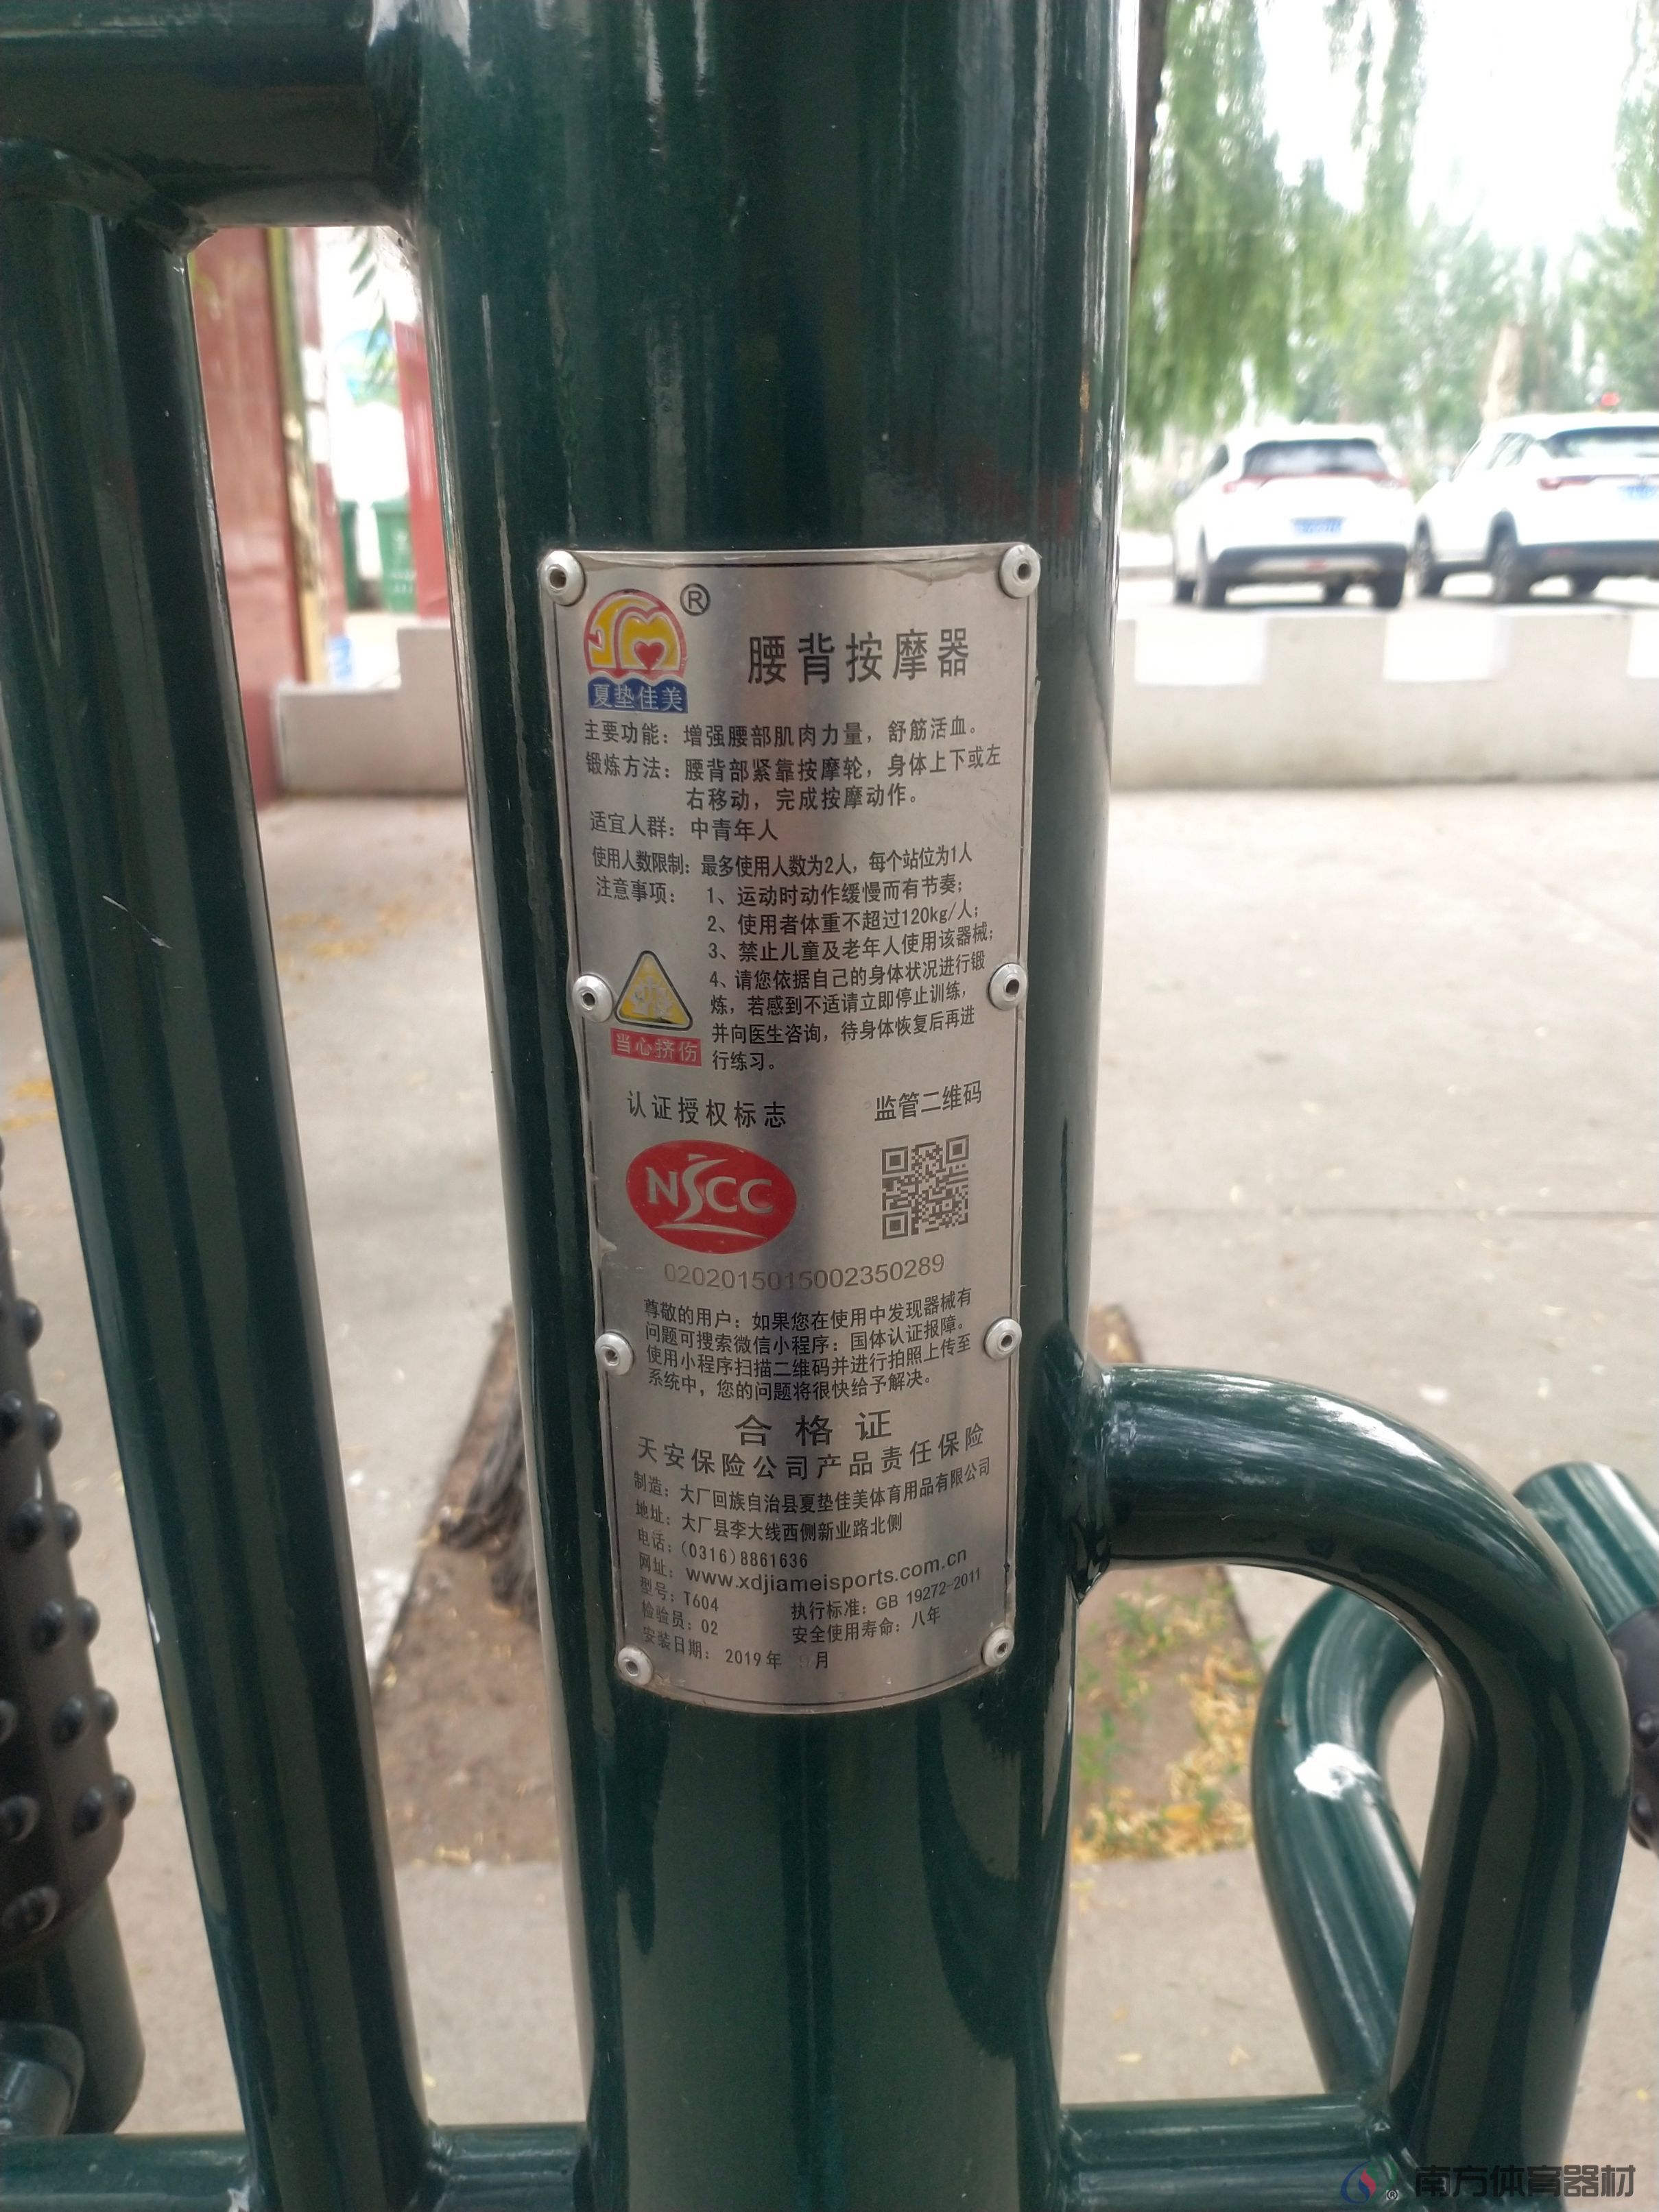 ®
夏垫佳美
腰背按摩器
主要功能：增强腰部肌肉力量，舒筋活血。
锻炼方法：腰背部紧靠按摩轮，身体上下或左
右移动，完成按摩动作。
适宜人群：中青年人
使用人数限制：最多使用人数为2人，每个站位为1人
注意事项：1、运动时动作缓慢而有节奏；
2、使用者体重不超过120kg/人；
3、禁止儿童及老年人使用该器械；
4、请您依据自己的身体状况进行锻
炼，若感到不适请立即停止训练，
并向医生咨询，待身体恢复后再进
行练习。
当心挤伤
认证授权标志 监管二维码
NSCC
0202015015002350289
尊敬的用户：如果您在使用中发现器械有
问题可搜索微信小程序：国体认证报障。
使用小程序扫描二维码并进行拍照上传至
系统中，您的问题将很快给予解决。
合格证
天安保险公司产品责任保险
制造：大厂回族自治县夏垫佳美体育用品有限公司
地址：大厂县李大线西侧新业路北侧
电话：(0316)8861636
网址：www.xdjiameisports.com.cn
型号：T604 执行标准：GB 19272-2011
检验员：02 安全使用寿命：八年
安装日期：2019年 月
南方体育器材